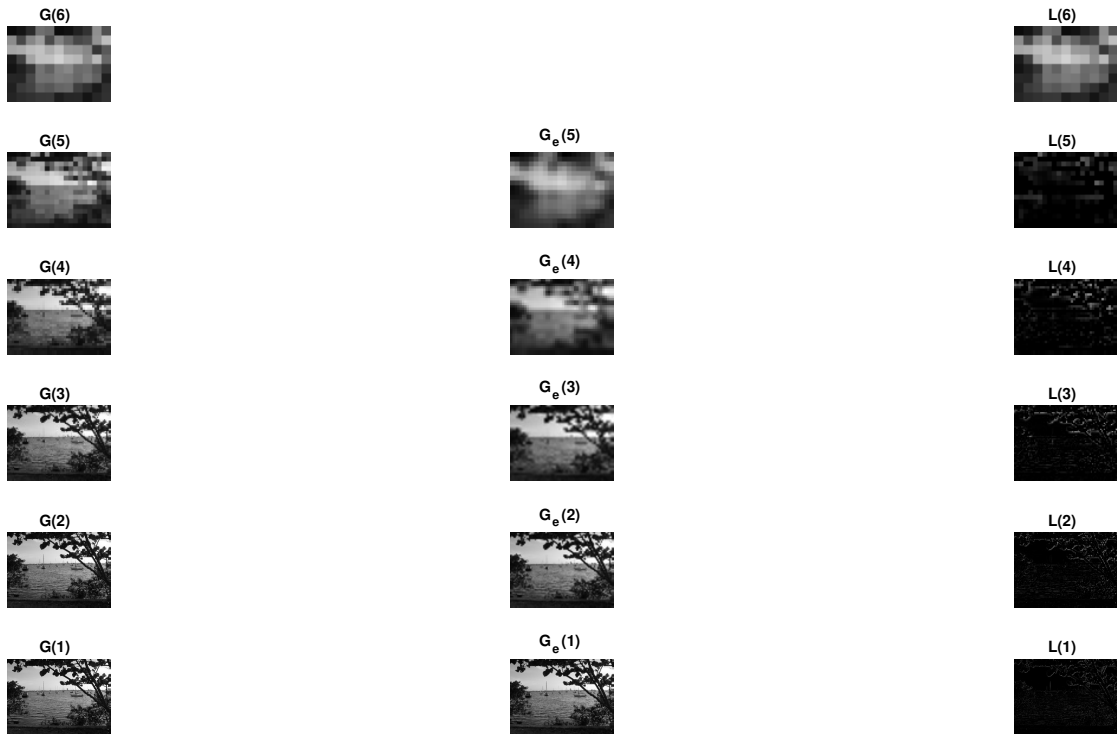 G(6) L(6)
G(5) G_e(5) L(5)
G(4) G_e(4) L(4)
G(3) G_e(3) L(3)
G(2) G_e(2) L(2)
G(1) G_e(1) L(1)